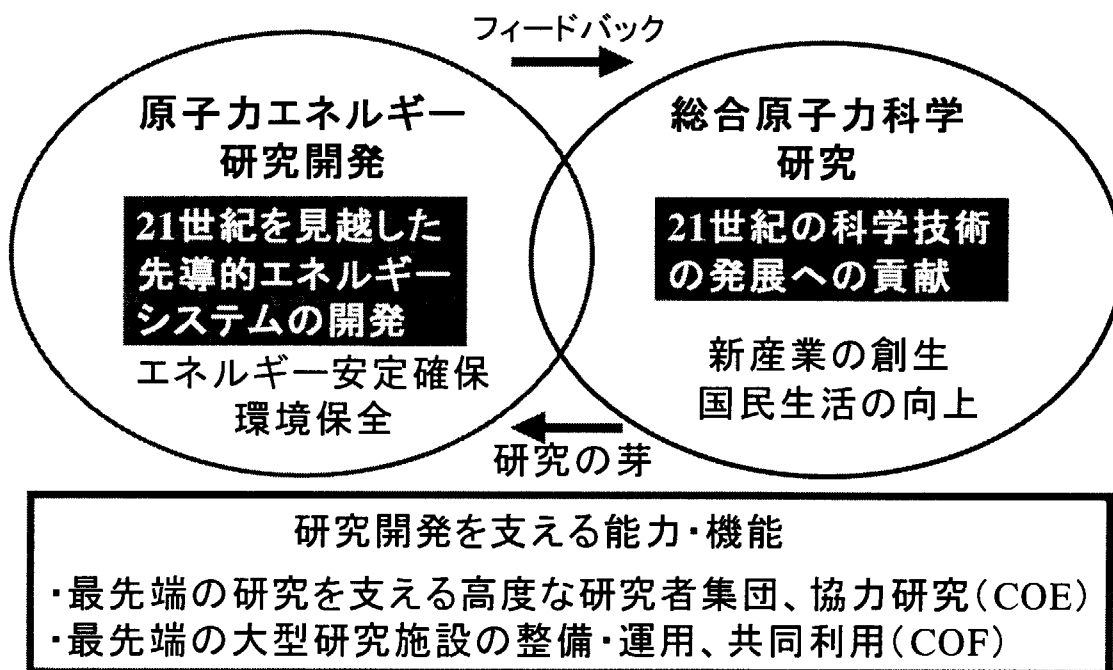 フィードバック
原子力エネルギー
研究開発
21世紀を見越した
先導的エネルギー
システムの開発
エネルギー安定確保
環境保全
総合原子力科学
研究
21世紀の科学技術
の発展への貢献
新産業の創生
国民生活の向上
研究の芽
研究開発を支える能力・機能
・最先端の研究を支える高度な研究者集団、協力研究(COE)
・最先端の大型研究施設の整備・運用、共同利用(COF)